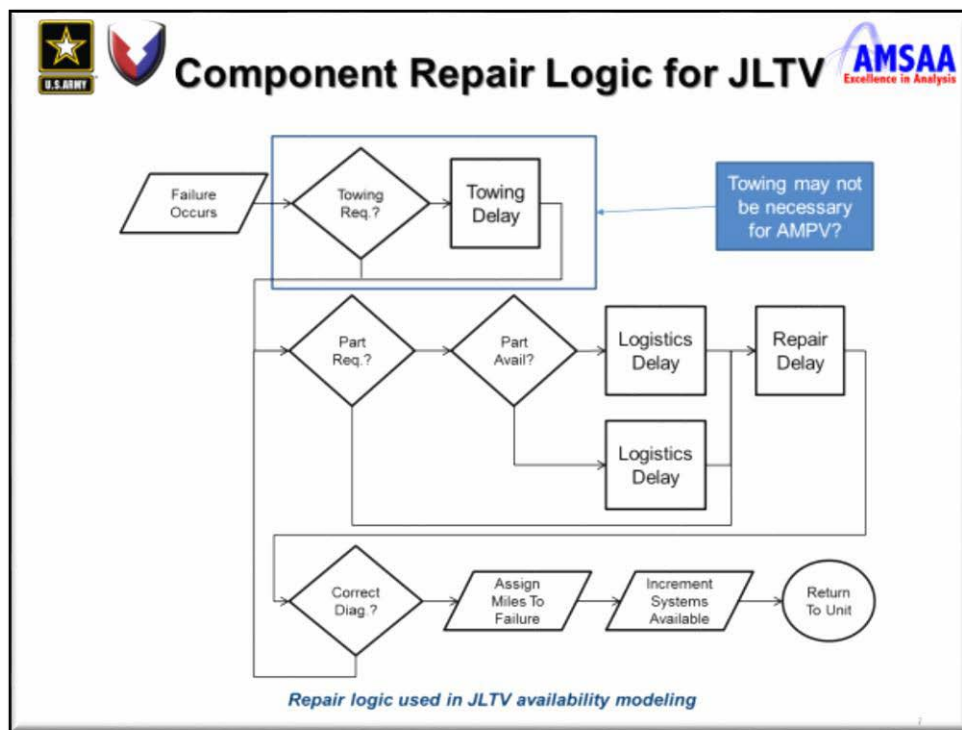 U.S.ARMY
Component Repair Logic for JLTV
AMSAA
Excellence in Analysis
Failure
Occurs
Towing
Req.?
Towing
Delay
Towing may not
be necessary
for AMPV?
Part
Req.?
Part
Avail?
Logistics
Delay
Repair
Delay
Logistics
Delay
Correct
Diag.?
Assign
Miles To
Failure
Increment
Systems
Available
Return
To Unit
Repair logic used in JLTV availability modeling